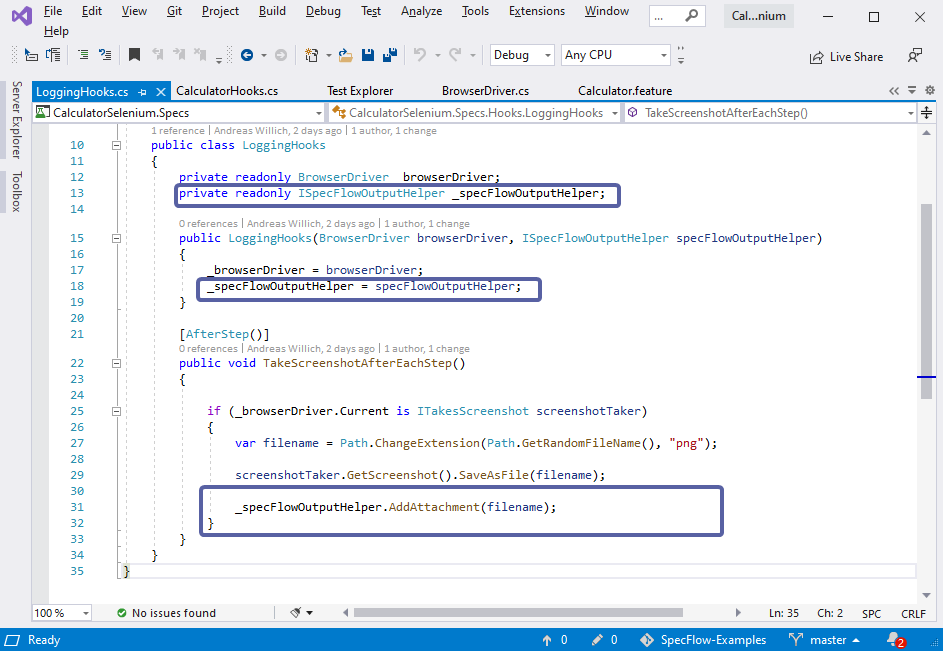 File Edit View Git Project Build Debug Test Analyze Tools Extensions Window ... Cal...nium
Help
Debug Any CPU Live Share
Server Explorer
Toolbox
LoggingHooks.cs CalculatorHooks.cs Test Explorer BrowserDriver.cs Calculator.feature
CalculatorSelenium.Specs CalculatorSelenium.Specs.Hooks.LoggingHooks TakeScreenshotAfterEachStep()
1 reference | Andreas Willich, 2 days ago | 1 author, 1 change
10 public class LoggingHooks
11 {
12 private readonly BrowserDriver _browserDriver;
13 private readonly ISpecFlowOutputHelper _specFlowOutputHelper;
14
0 references | Andreas Willich, 2 days ago | 1 author, 1 change
15 public LoggingHooks(BrowserDriver browserDriver, ISpecFlowOutputHelper specFlowOutputHelper)
16 {
17 _browserDriver = browserDriver;
18 _specFlowOutputHelper = specFlowOutputHelper;
19 }
20
21 [AfterStep()]
0 references | Andreas Willich, 2 days ago | 1 author, 1 change
22 public void TakeScreenshotAfterEachStep()
23 {
24
25 if (_browserDriver.Current is ITakesScreenshot screenshotTaker)
26 {
27 var filename = Path.ChangeExtension(Path.GetRandomFileName(), "png");
28
29 screenshotTaker.GetScreenshot().SaveAsFile(filename);
30
31 _specFlowOutputHelper.AddAttachment(filename);
32 }
33 }
34 }
35 }
100 % No issues found Ln: 35 Ch: 2 SPC CRLF
Ready 0 0 SpecFlow-Examples master 2